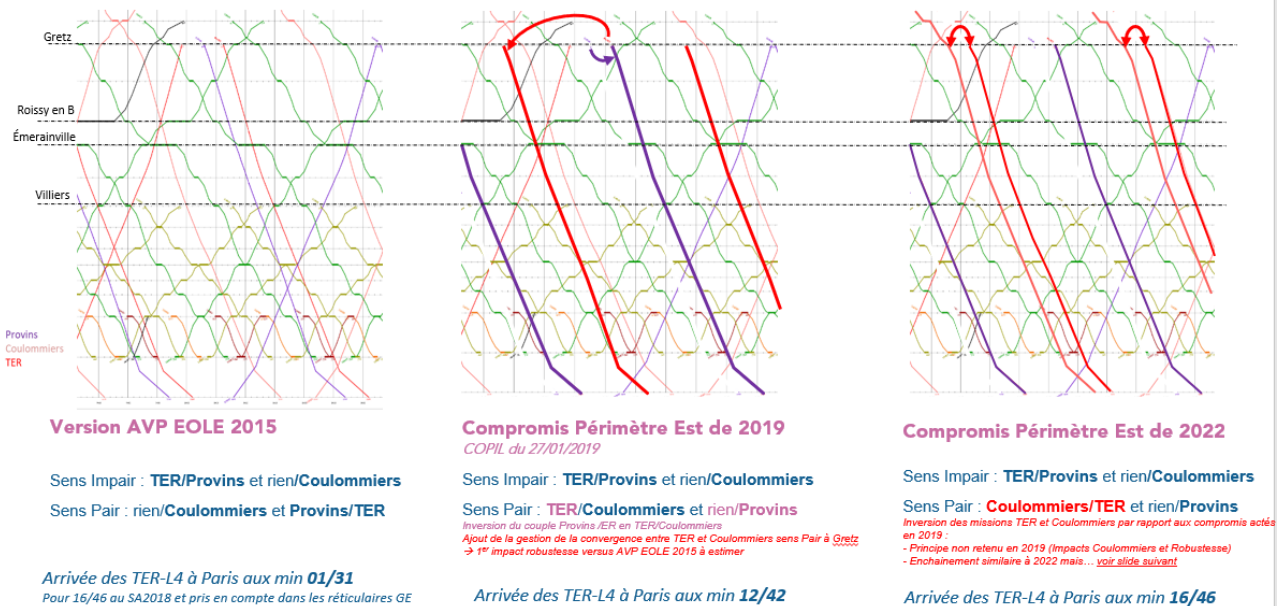 Gretz
Roissy en B
Émerainville
Villiers
Provins
Coulommiers
TER
Version AVP EOLE 2015
Sens Impair : TER/Provins et rien/Coulommiers
Sens Pair : rien/Coulommiers et Provins/TER
Arrivée des TER-L4 à Paris aux min 01/31
Pour 16/46 au SA2018 et pris en compte dans les réticulaires GE
Compromis Périmètre Est de 2019
COPIL du 27/01/2019
Sens Impair : TER/Provins et rien/Coulommiers
Sens Pair : TER/Coulommiers et rien/Provins
Inversion du couple Provins /ER en TER/Coulommiers
Ajout de la gestion de la convergence entre TER et Coulommiers sens Pair à Gretz
→ 1er impact robustesse versus AVP EOLE 2015 à estimer
Arrivée des TER-L4 à Paris aux min 12/42
Compromis Périmètre Est de 2022
Sens Impair : TER/Provins et rien/Coulommiers
Sens Pair : Coulommiers/TER et rien/Provins
Inversion des missions TER et Coulommiers par rapport aux compromis actés
en 2019 :
- Principe non retenu en 2019 (Impacts Coulommiers et Robustesse)
- Enchainement similaire à 2022 mais… voir slide suivant
Arrivée des TER-L4 à Paris aux min 16/46